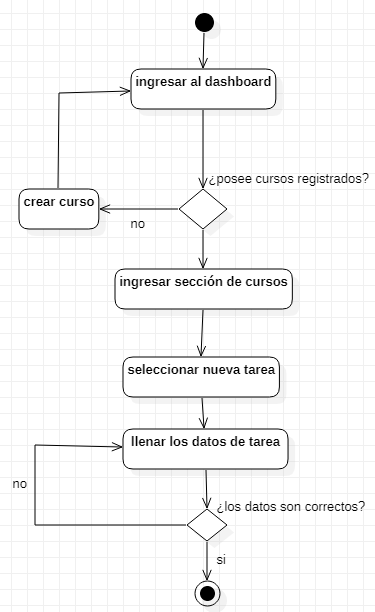 ingresar al dashboard
¿posee cursos registrados?
crear curso
no
ingresar sección de cursos
seleccionar nueva tarea
llenar los datos de tarea
no
¿los datos son correctos?
si